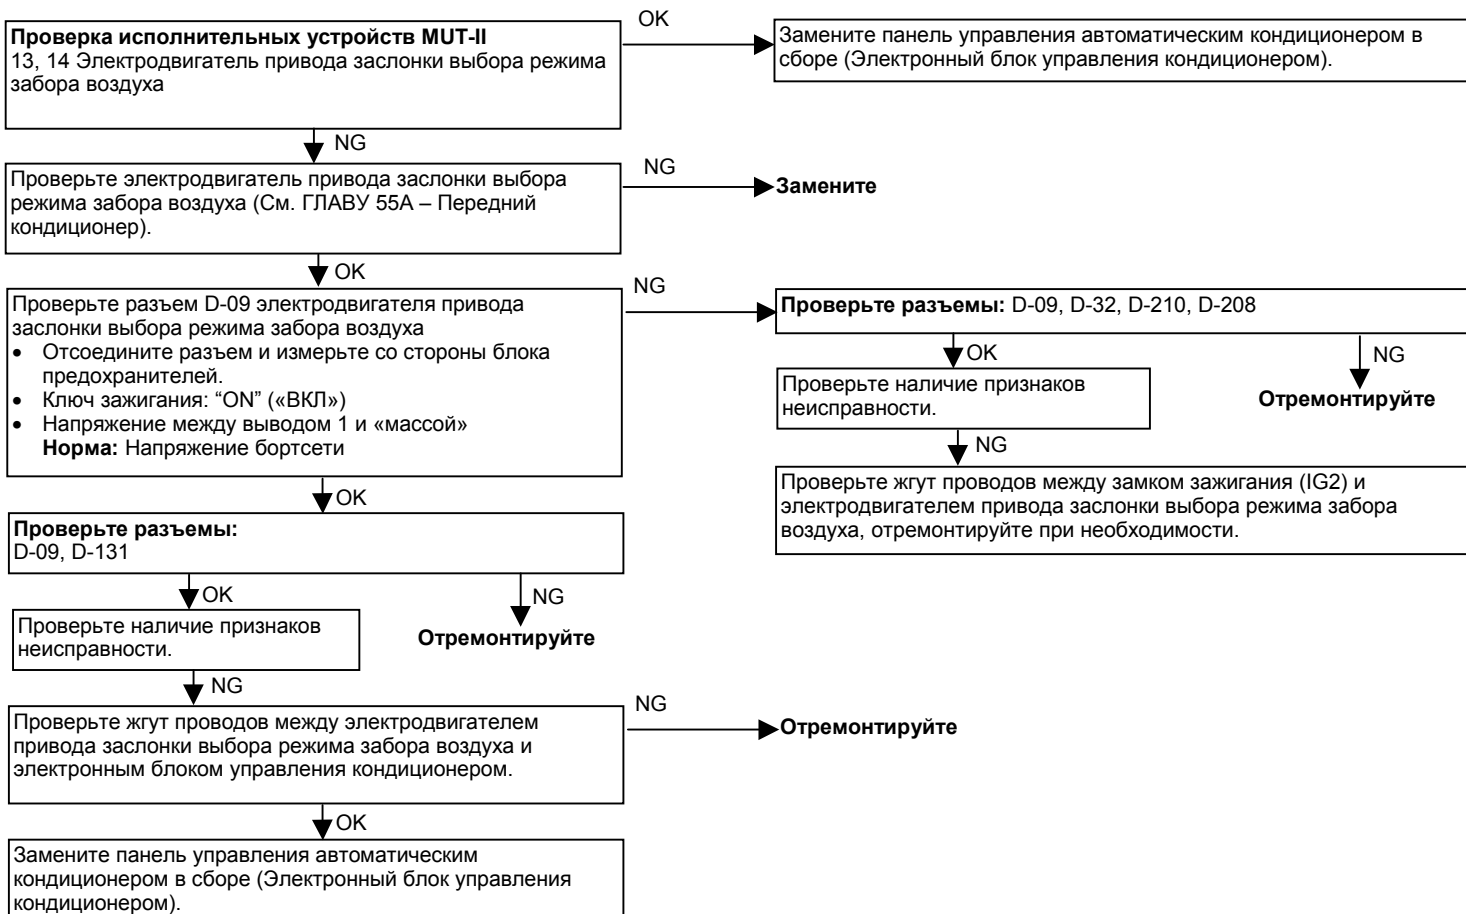 Проверка исполнительных устройств MUT-II
13, 14 Электродвигатель привода заслонки выбора режима
забора воздуха
OK
Замените панель управления автоматическим кондиционером в
сборе (Электронный блок управления кондиционером).
NG
Проверьте электродвигатель привода заслонки выбора
режима забора воздуха (См. ГЛАВУ 55А – Передний
кондиционер).
NG
Замените
OK
Проверьте разъем D-09 электродвигателя привода
заслонки выбора режима забора воздуха
• Отсоедините разъем и измерьте со стороны блока
предохранителей.
• Ключ зажигания: “ON” («ВКЛ»)
• Напряжение между выводом 1 и «массой»
Норма: Напряжение бортсети
NG
Проверьте разъемы: D-09, D-32, D-210, D-208
OK
NG
Проверьте наличие признаков
неисправности.
Отремонтируйте
NG
Проверьте жгут проводов между замком зажигания (IG2) и
электродвигателем привода заслонки выбора режима забора
воздуха, отремонтируйте при необходимости.
OK
Проверьте разъемы:
D-09, D-131
OK
NG
Проверьте наличие признаков
неисправности.
Отремонтируйте
NG
Проверьте жгут проводов между электродвигателем
привода заслонки выбора режима забора воздуха и
электронным блоком управления кондиционером.
NG
Отремонтируйте
OK
Замените панель управления автоматическим
кондиционером в сборе (Электронный блок управления
кондиционером).